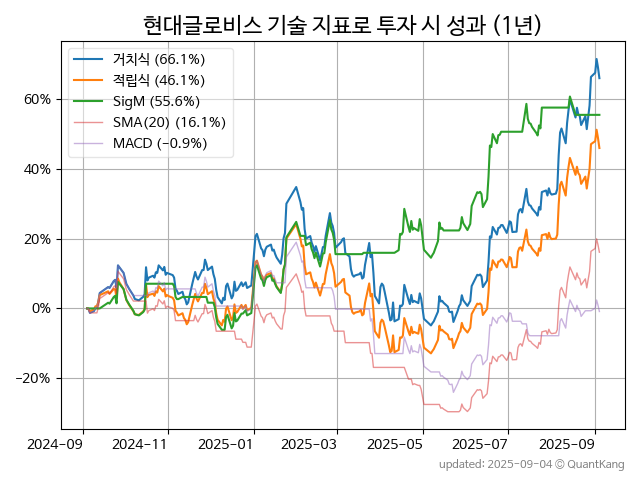 현대글로비스 기술 지표로 투자 시 성과 (1년)
거치식 (66.1%)
적립식 (46.1%)
SigM (55.6%)
SMA(20) (16.1%)
MACD (−0.9%)
60%
40%
20%
0%
−20%
2024-09 2024-11 2025-01 2025-03 2025-05 2025-07 2025-09
updated: 2025-09-04 © QuantKang